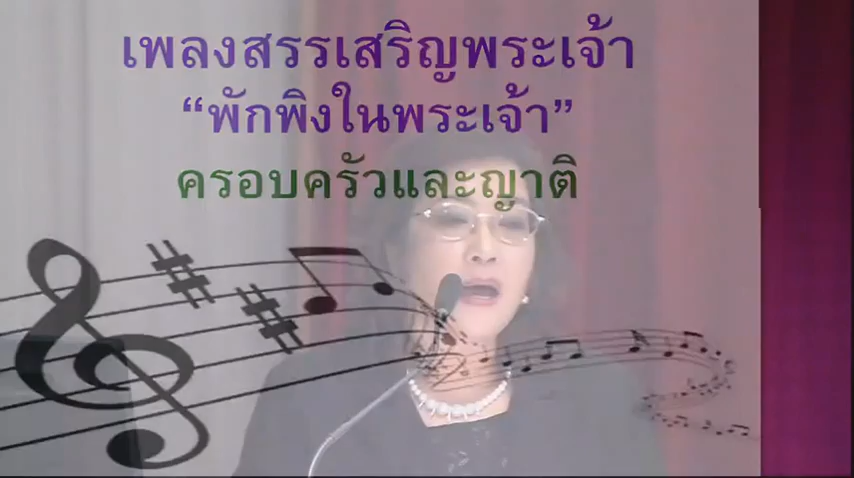 เพลงสรรเสริญพระเจ้า
“พักพิงในพระเจ้า”
ครอบครัวและญาติ